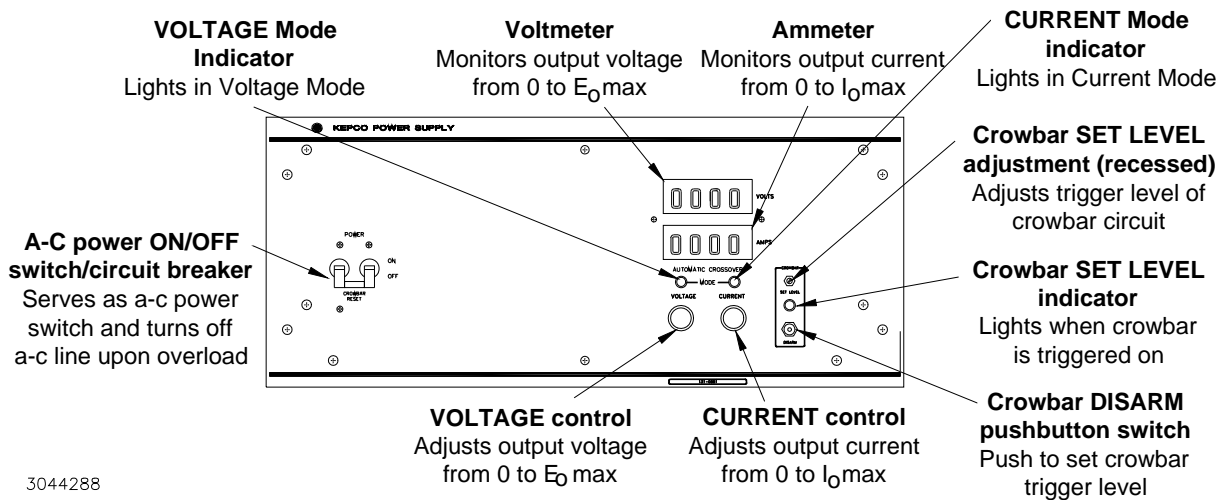 VOLTAGE Mode
Indicator
Lights in Voltage Mode
Voltmeter
Monitors output voltage
from 0 to Eomax
Ammeter
Monitors output current
from 0 to Iomax
CURRENT Mode
indicator
Lights in Current Mode
KEPCO POWER SUPPLY
Crowbar SET LEVEL
adjustment (recessed)
Adjusts trigger level of
crowbar circuit
A-C power ON/OFF
switch/circuit breaker
Serves as a-c power
switch and turns off
a-c line upon overload
POWER
ON
OFF
CROWBAR
RESET
VOLTS
AMPS
AUTOMATIC CROSSOVER
MODE
VOLTAGE
CURRENT
CROWBAR
SET LEVEL
DISARM
Crowbar SET LEVEL
indicator
Lights when crowbar
is triggered on
VOLTAGE control
Adjusts output voltage
from 0 to Eo max
CURRENT control
Adjusts output current
from 0 to Iomax
Crowbar DISARM
pushbutton switch
Push to set crowbar
trigger level
3044288